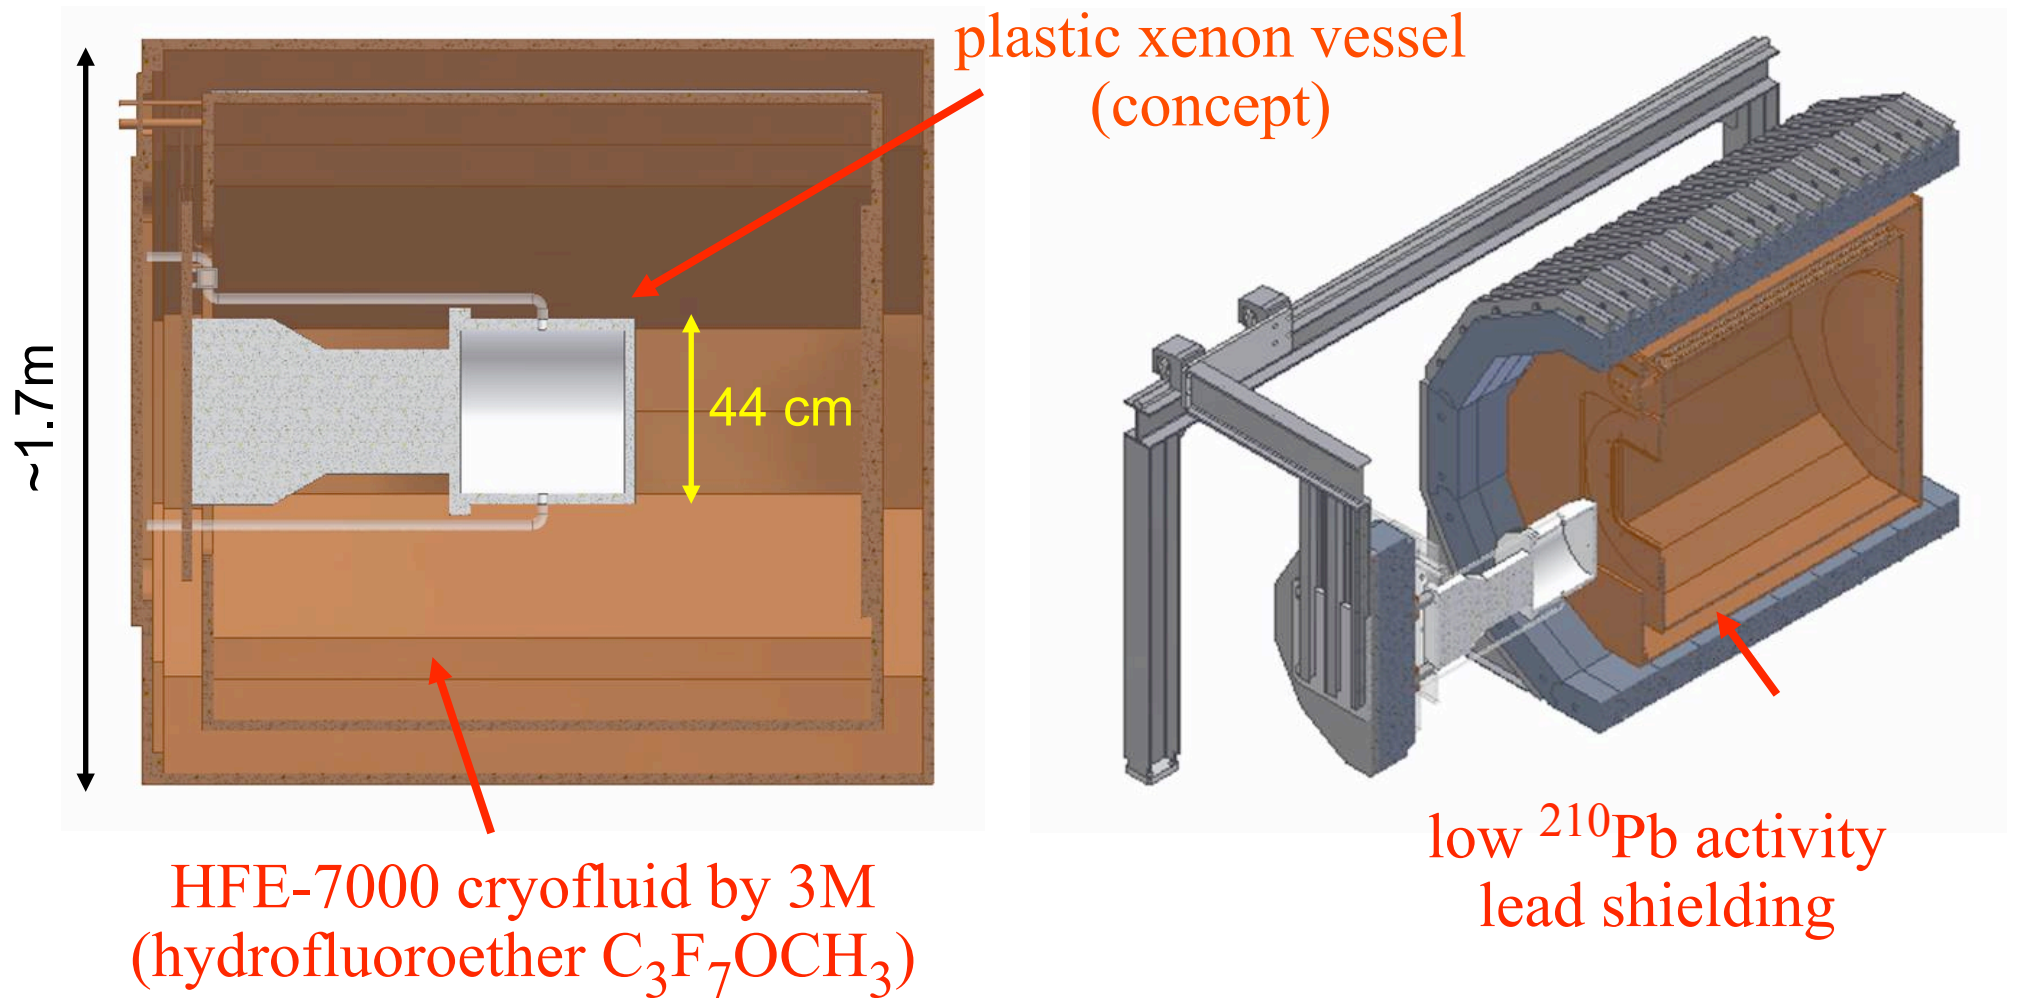 plastic xenon vessel
(concept)
~1.7m
44 cm
HFE-7000 cryofluid by 3M
(hydrofluoroether C₃F₇OCH₃)
low ²¹⁰Pb activity
lead shielding